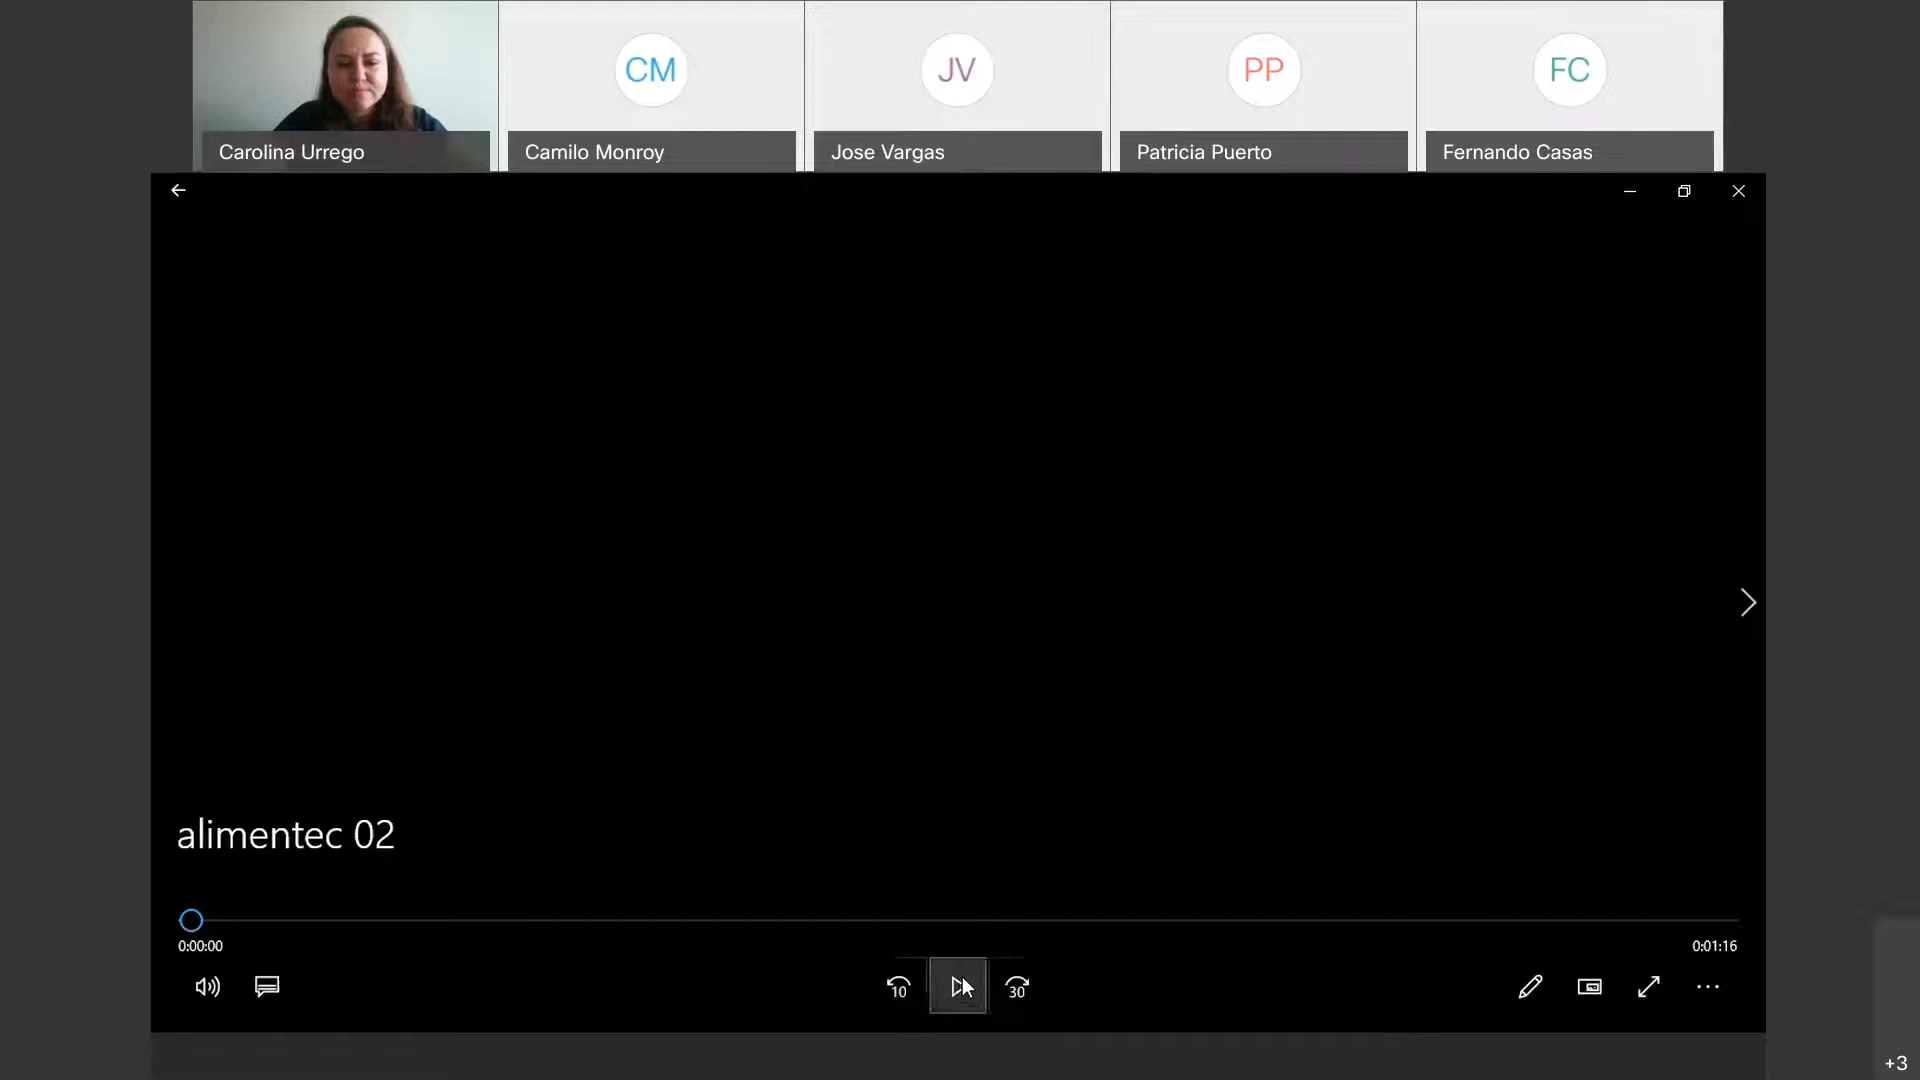 CM
JV
PP
FC
Carolina Urrego
Camilo Monroy
Jose Vargas
Patricia Puerto
Fernando Casas
alimentec 02
0:00:00
0:01:16
10
30
+3